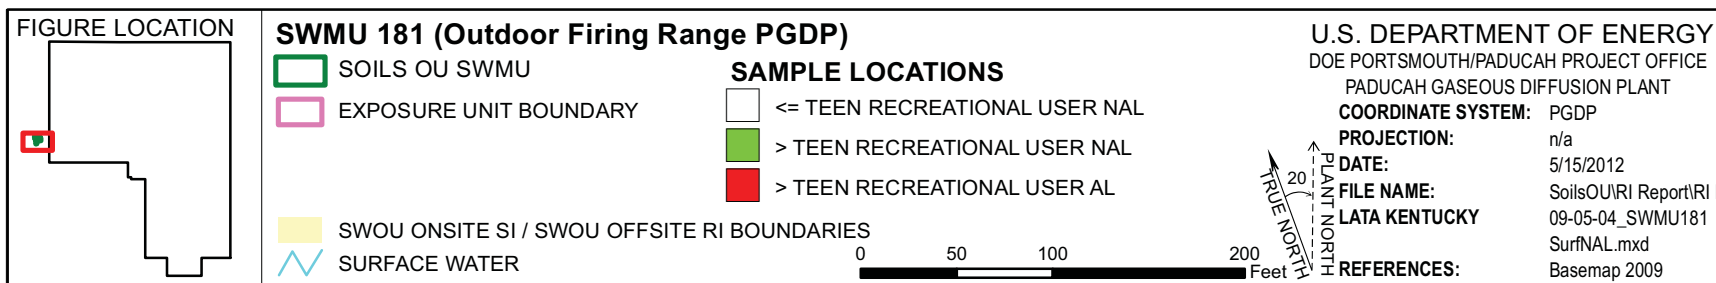 FIGURE LOCATION
SWMU 181 (Outdoor Firing Range PGDP)
SOILS OU SWMU
EXPOSURE UNIT BOUNDARY
SAMPLE LOCATIONS
<= TEEN RECREATIONAL USER NAL
> TEEN RECREATIONAL USER NAL
> TEEN RECREATIONAL USER AL
SWOU ONSITE SI / SWOU OFFSITE RI BOUNDARIES
SURFACE WATER
0 50 100 200
Feet
TRUE NORTH
20
PLANT NORTH
U.S. DEPARTMENT OF ENERGY
DOE PORTSMOUTH/PADUCAH PROJECT OFFICE
PADUCAH GASEOUS DIFFUSION PLANT
COORDINATE SYSTEM: PGDP
PROJECTION: n/a
DATE: 5/15/2012
FILE NAME: SoilsOU\RI Report\RI
LATA KENTUCKY 09-05-04_SWMU181
SurfNAL.mxd
REFERENCES: Basemap 2009